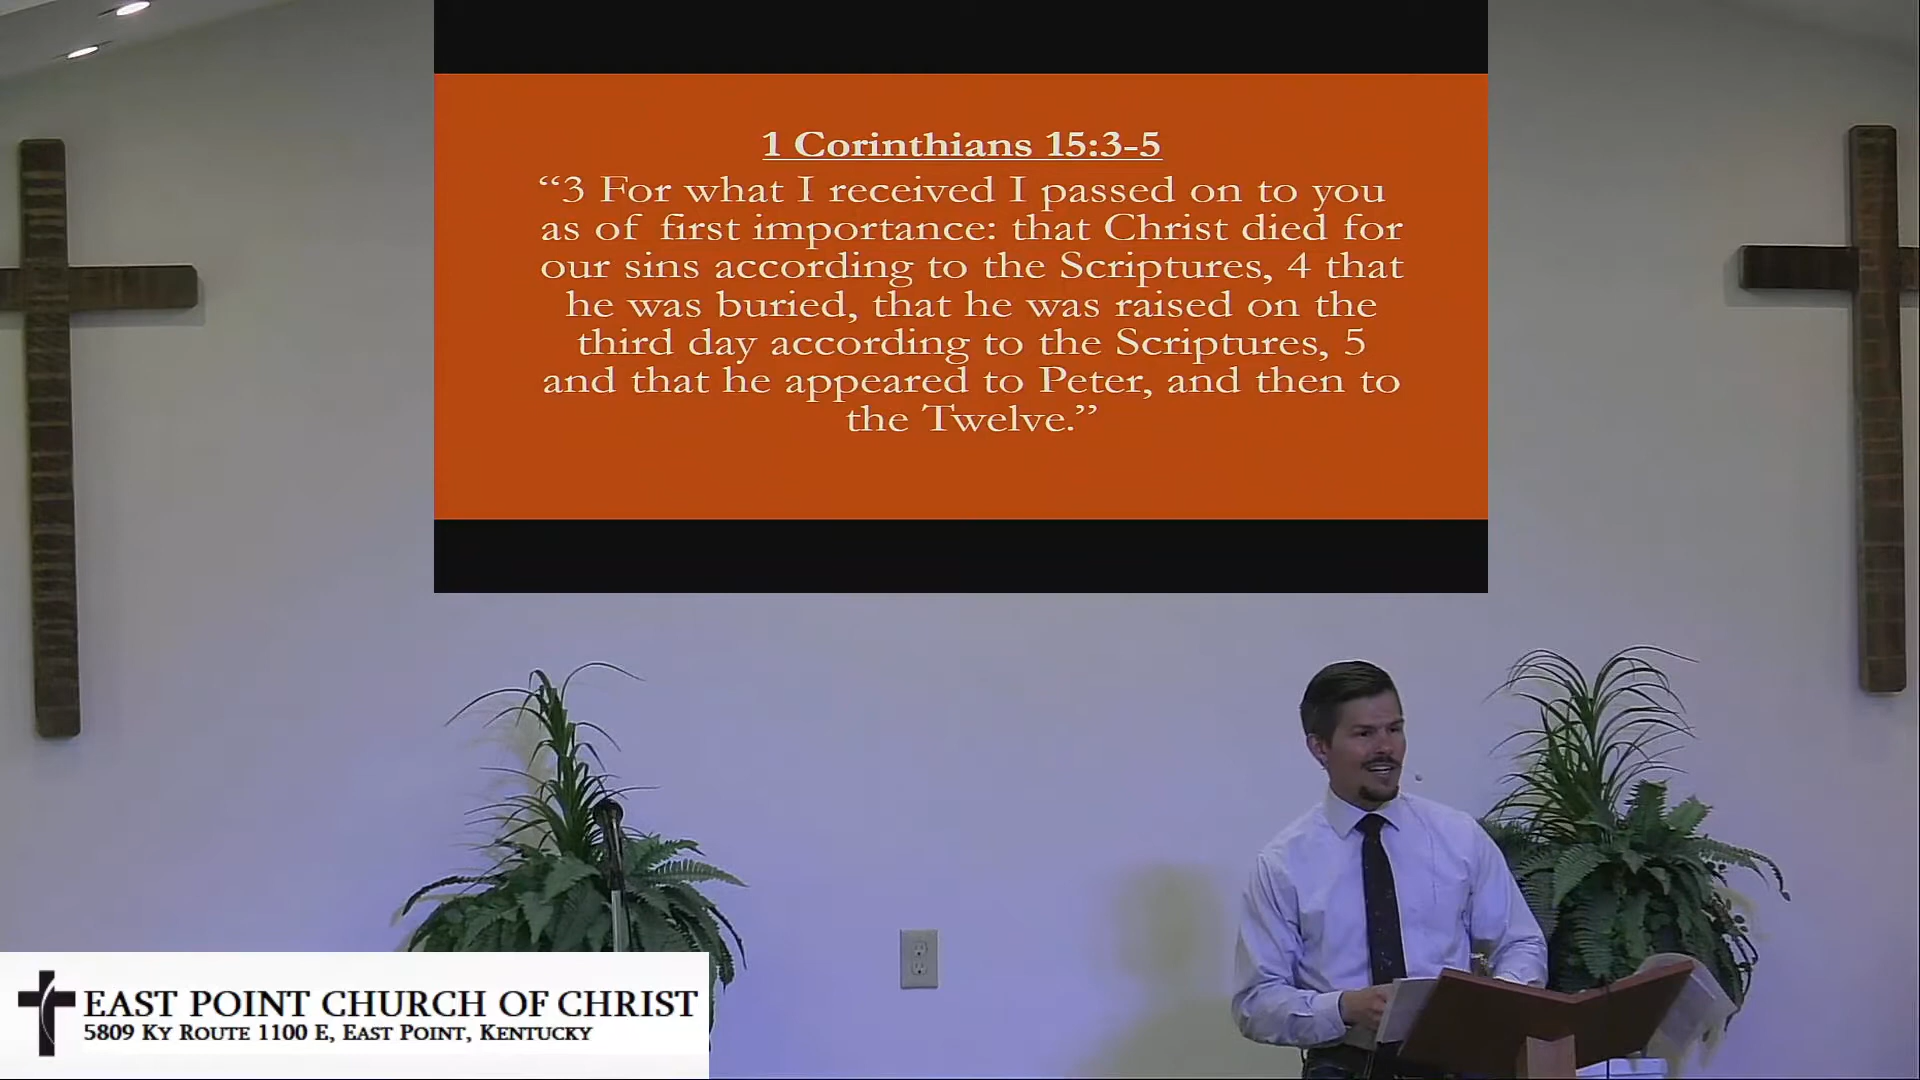 1 Corinthians 15:3-5
“3 For what I received I passed on to you
as of first importance: that Christ died for
our sins according to the Scriptures, 4 that
he was buried, that he was raised on the
third day according to the Scriptures, 5
and that he appeared to Peter, and then to
the Twelve.”
EAST POINT CHURCH OF CHRIST
5809 KY ROUTE 1100 E, EAST POINT, KENTUCKY